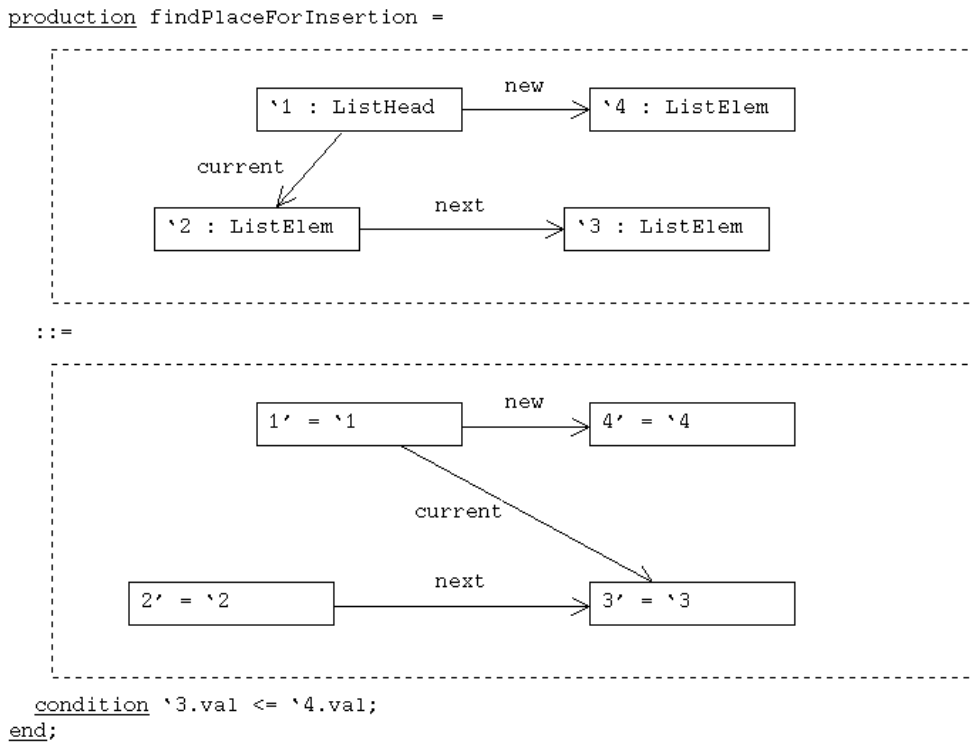 production findPlaceForInsertion =
new
`1 : ListHead
`4 : ListElem
current
next
`2 : ListElem
`3 : ListElem
::=
new
1' = `1
4' = `4
current
next
2' = `2
3' = `3
condition `3.val <= `4.val;
end;